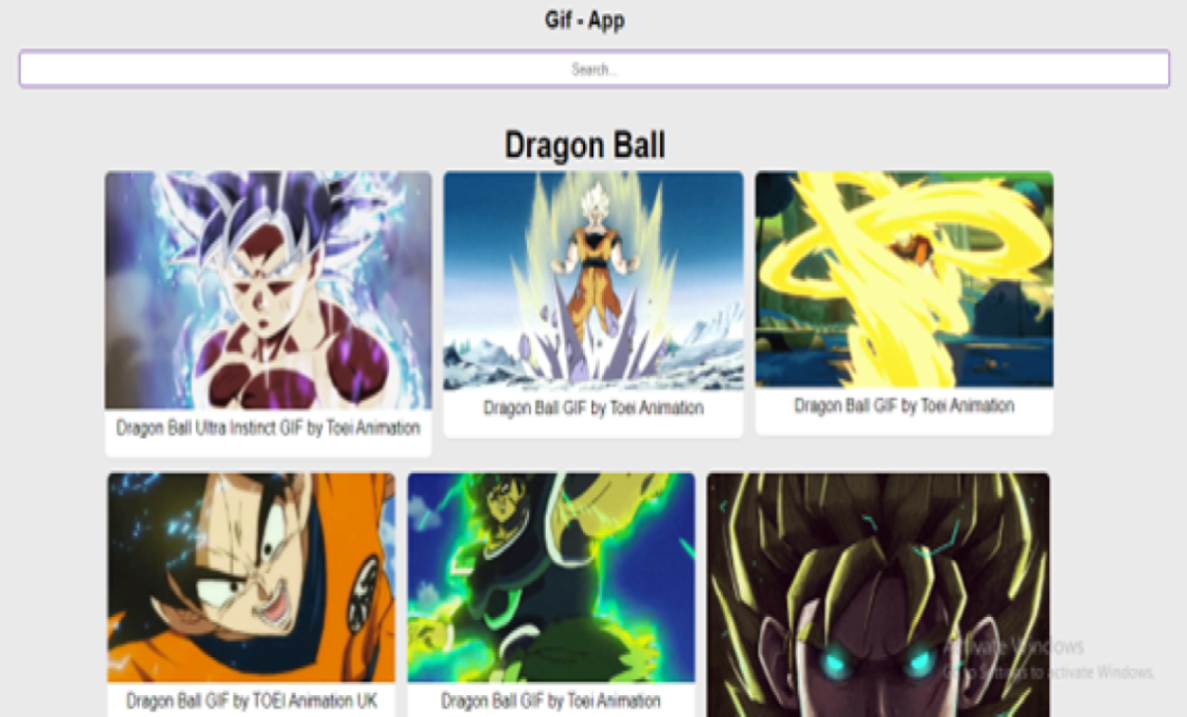 Gif - App
Search...
Dragon Ball
Dragon Ball Ultra Instinct GIF by Toei Animation
Dragon Ball GIF by Toei Animation
Dragon Ball GIF by Toei Animation
Dragon Ball GIF by TOEI Animation UK
Dragon Ball GIF by Toei Animation
Activate Windows
Go to Settings to activate Windows.